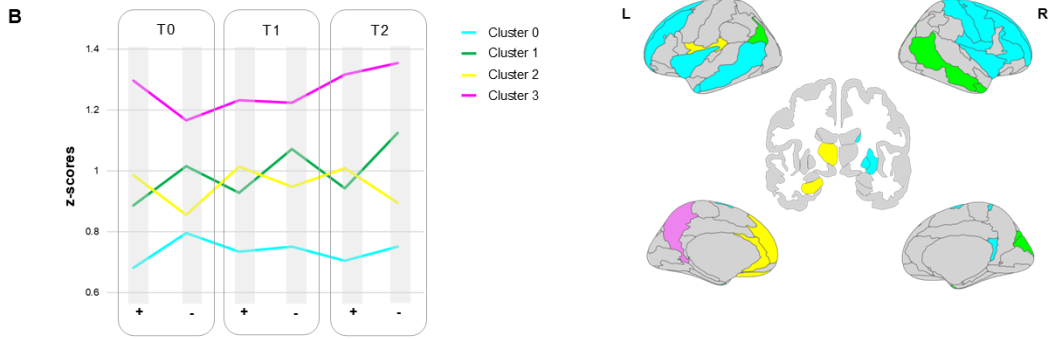 B
L
R
T0 T1 T2
Cluster 0
Cluster 1
Cluster 2
Cluster 3
z-scores
1.4
1.2
1
0.8
0.6
+ - + - + -